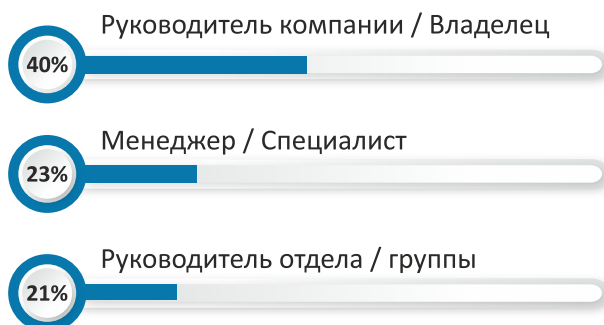 Руководитель компании / Владелец
40%
Менеджер / Специалист
23%
Руководитель отдела / группы
21%